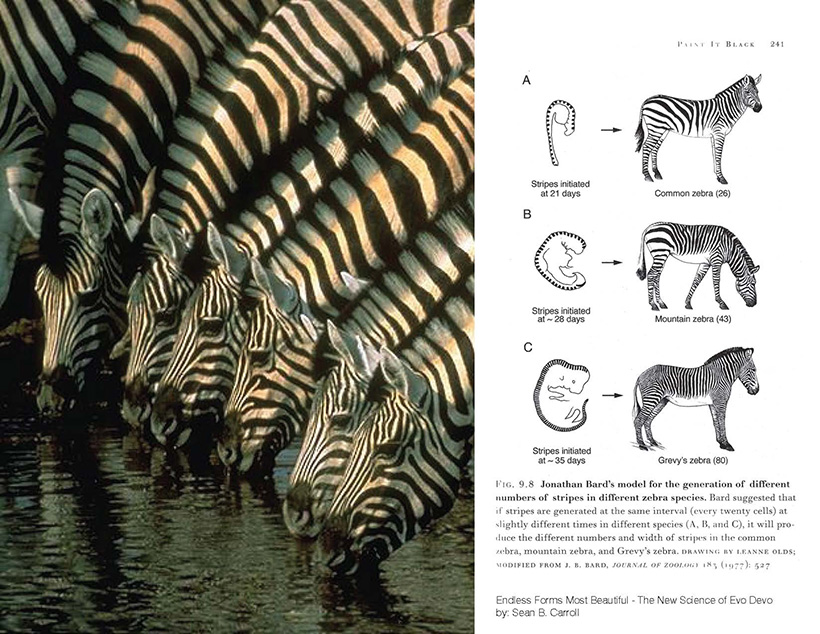 PAINT IT BLACK 241
A
Stripes initiated
at 21 days
Common zebra (26)
B
Stripes initiated
at ~ 28 days
Mountain zebra (43)
C
Stripes initiated
at ~ 35 days
Grevy's zebra (80)
FIG. 9.8 Jonathan Bard's model for the generation of different
numbers of stripes in different zebra species. Bard suggested that
if stripes are generated at the same interval (every twenty cells) at
slightly different times in different species (A, B, and C), it will pro-
duce the different numbers and width of stripes in the common
zebra, mountain zebra, and Grevy's zebra. DRAWING BY LEANNE OLDS;
MODIFIED FROM J. B. BARD, JOURNAL OF ZOOLOGY 183 (1977): 527
Endless Forms Most Beautiful - The New Science of Evo Devo
by: Sean B. Carroll